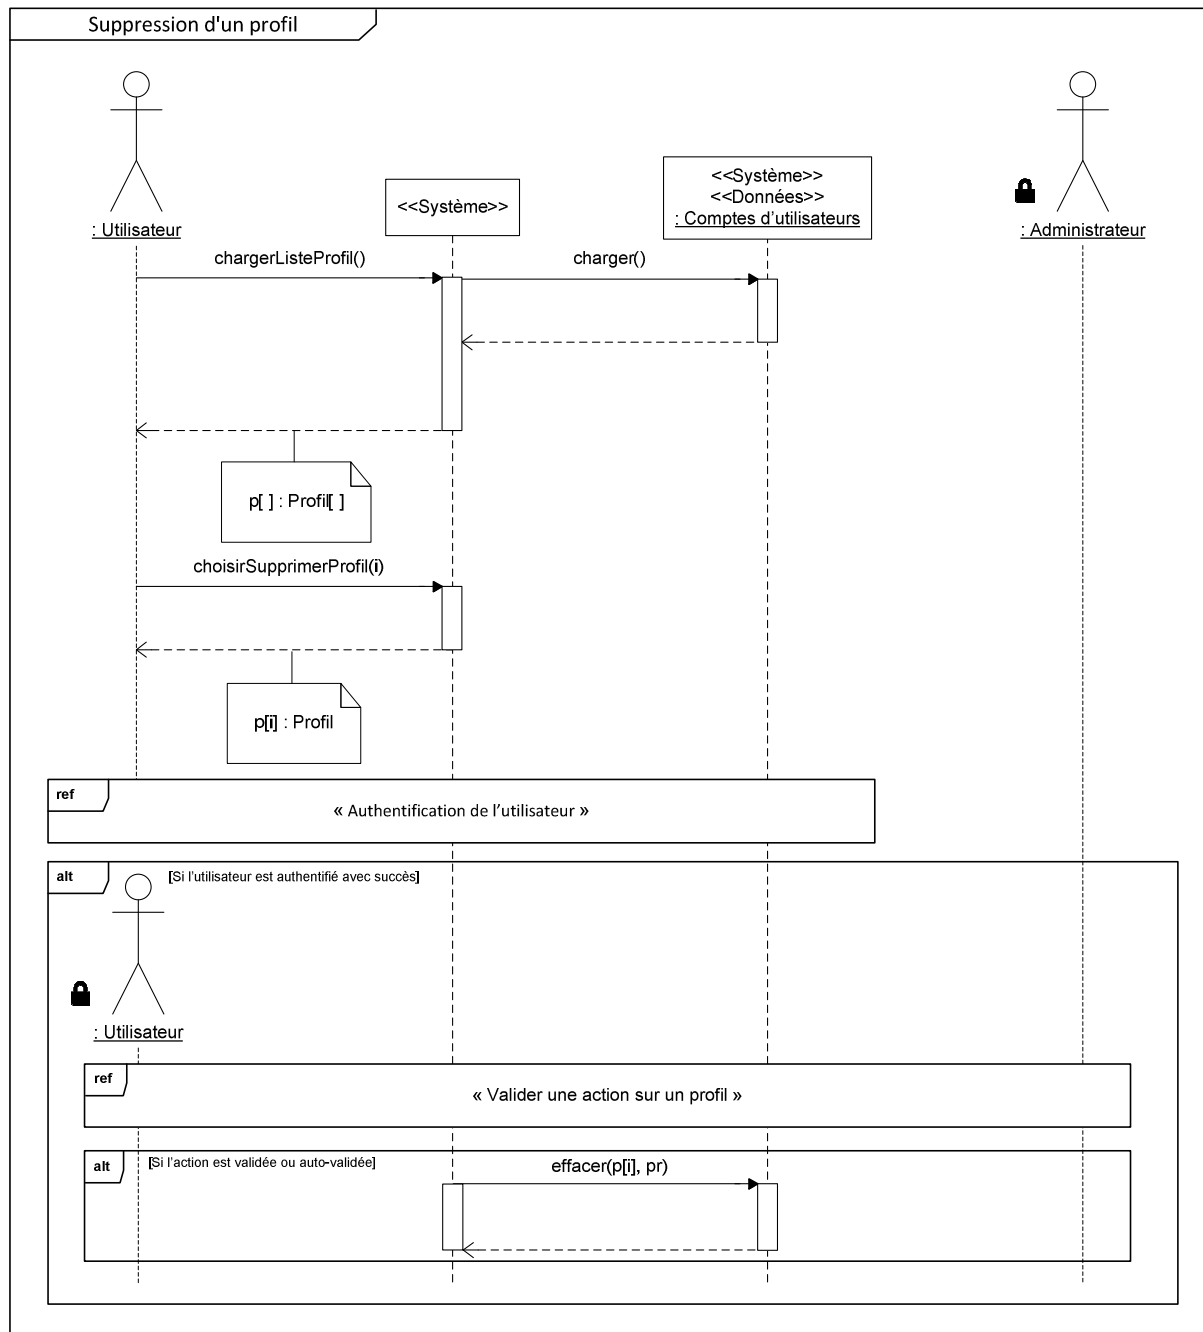 Suppression d'un profil
<<Système>>
<<Données>>
: Comptes d'utilisateurs
<<Système>>
: Utilisateur
: Administrateur
chargerListeProfil()
charger()
p[ ] : Profil[ ]
choisirSupprimerProfil(i)
p[i] : Profil
ref
« Authentification de l'utilisateur »
alt
[Si l'utilisateur est authentifié avec succès]
: Utilisateur
ref
« Valider une action sur un profil »
alt
[Si l'action est validée ou auto-validée]
effacer(p[i], pr)